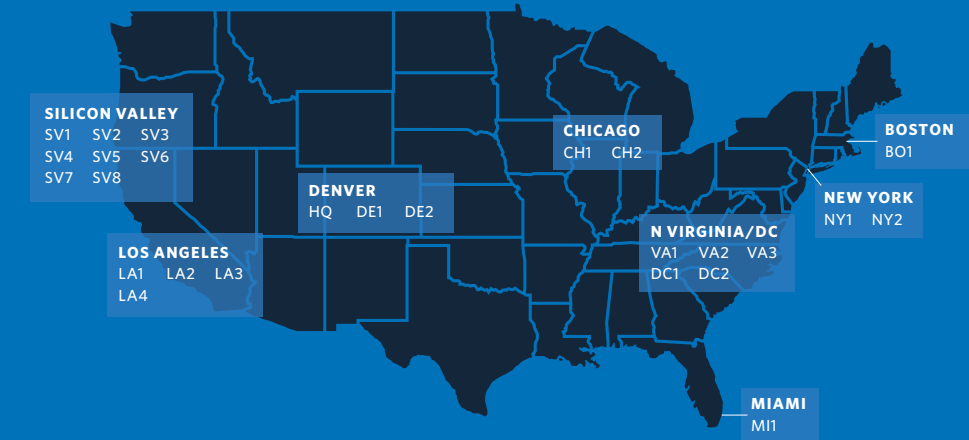 SILICON VALLEY
SV1 SV2 SV3
SV4 SV5 SV6
SV7 SV8
CHICAGO
CH1 CH2
BOSTON
BO1
DENVER
HQ DE1 DE2
NEW YORK
NY1 NY2
N VIRGINIA/DC
VA1 VA2 VA3
DC1 DC2
LOS ANGELES
LA1 LA2 LA3
LA4
MIAMI
MI1